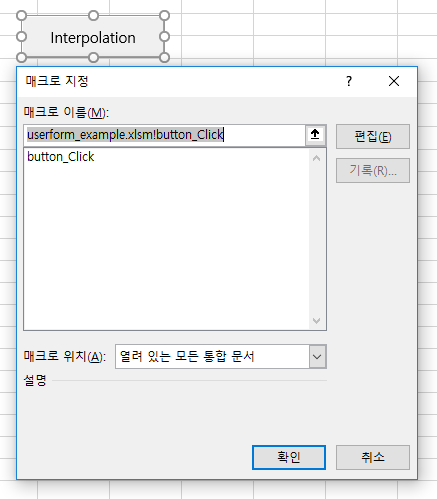 Interpolation
매크로 지정
?
매크로 이름(M):
userform_example.xlsm!button_Click
편집(E)
button_Click
기록(R)...
매크로 위치(A):
열려 있는 모든 통합 문서
설명
확인
취소